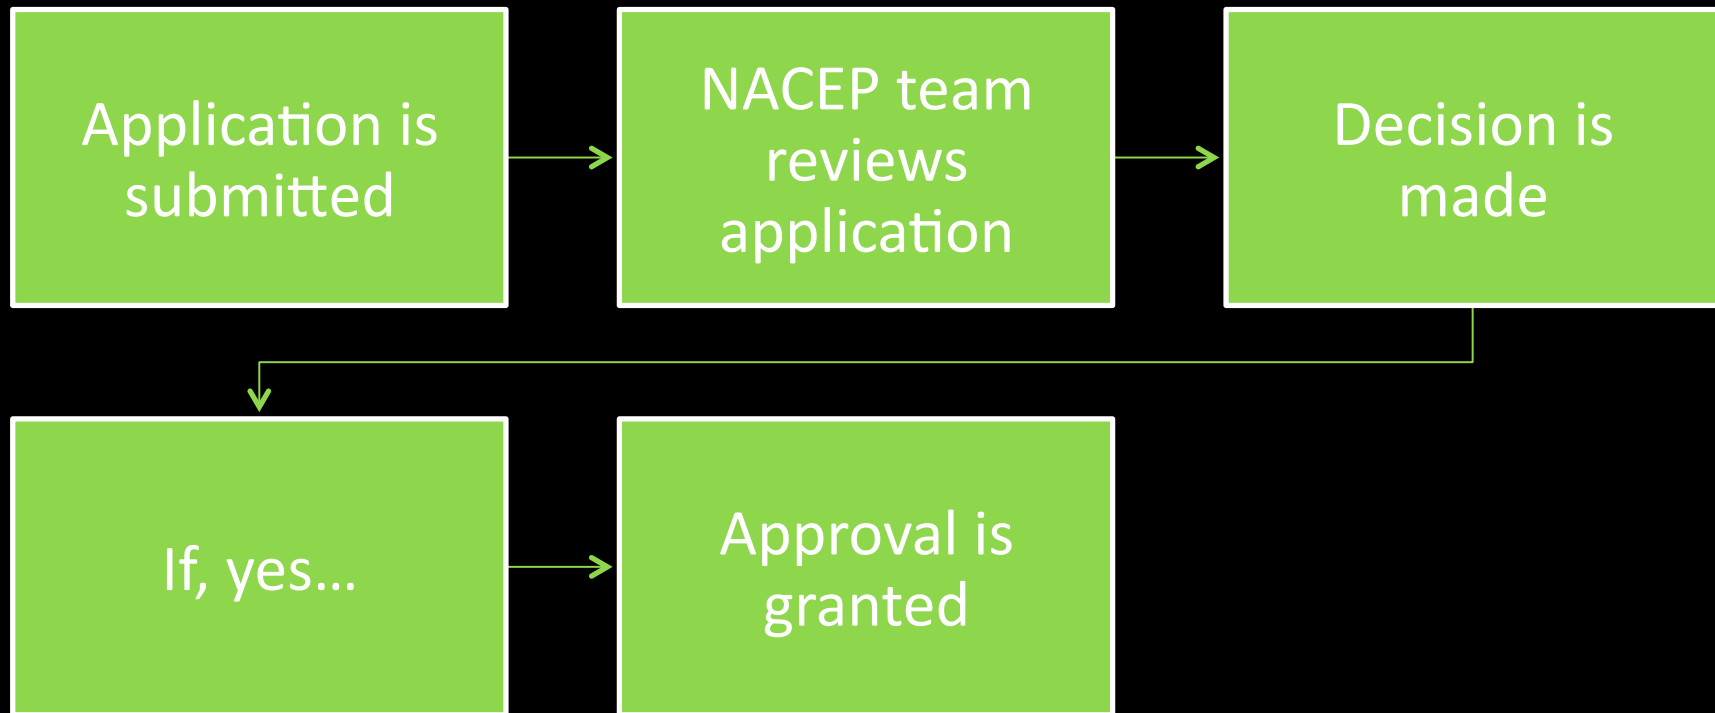 Application is
submitted
NACEP team
reviews
application
Decision is
made
If, yes...
Approval is
granted